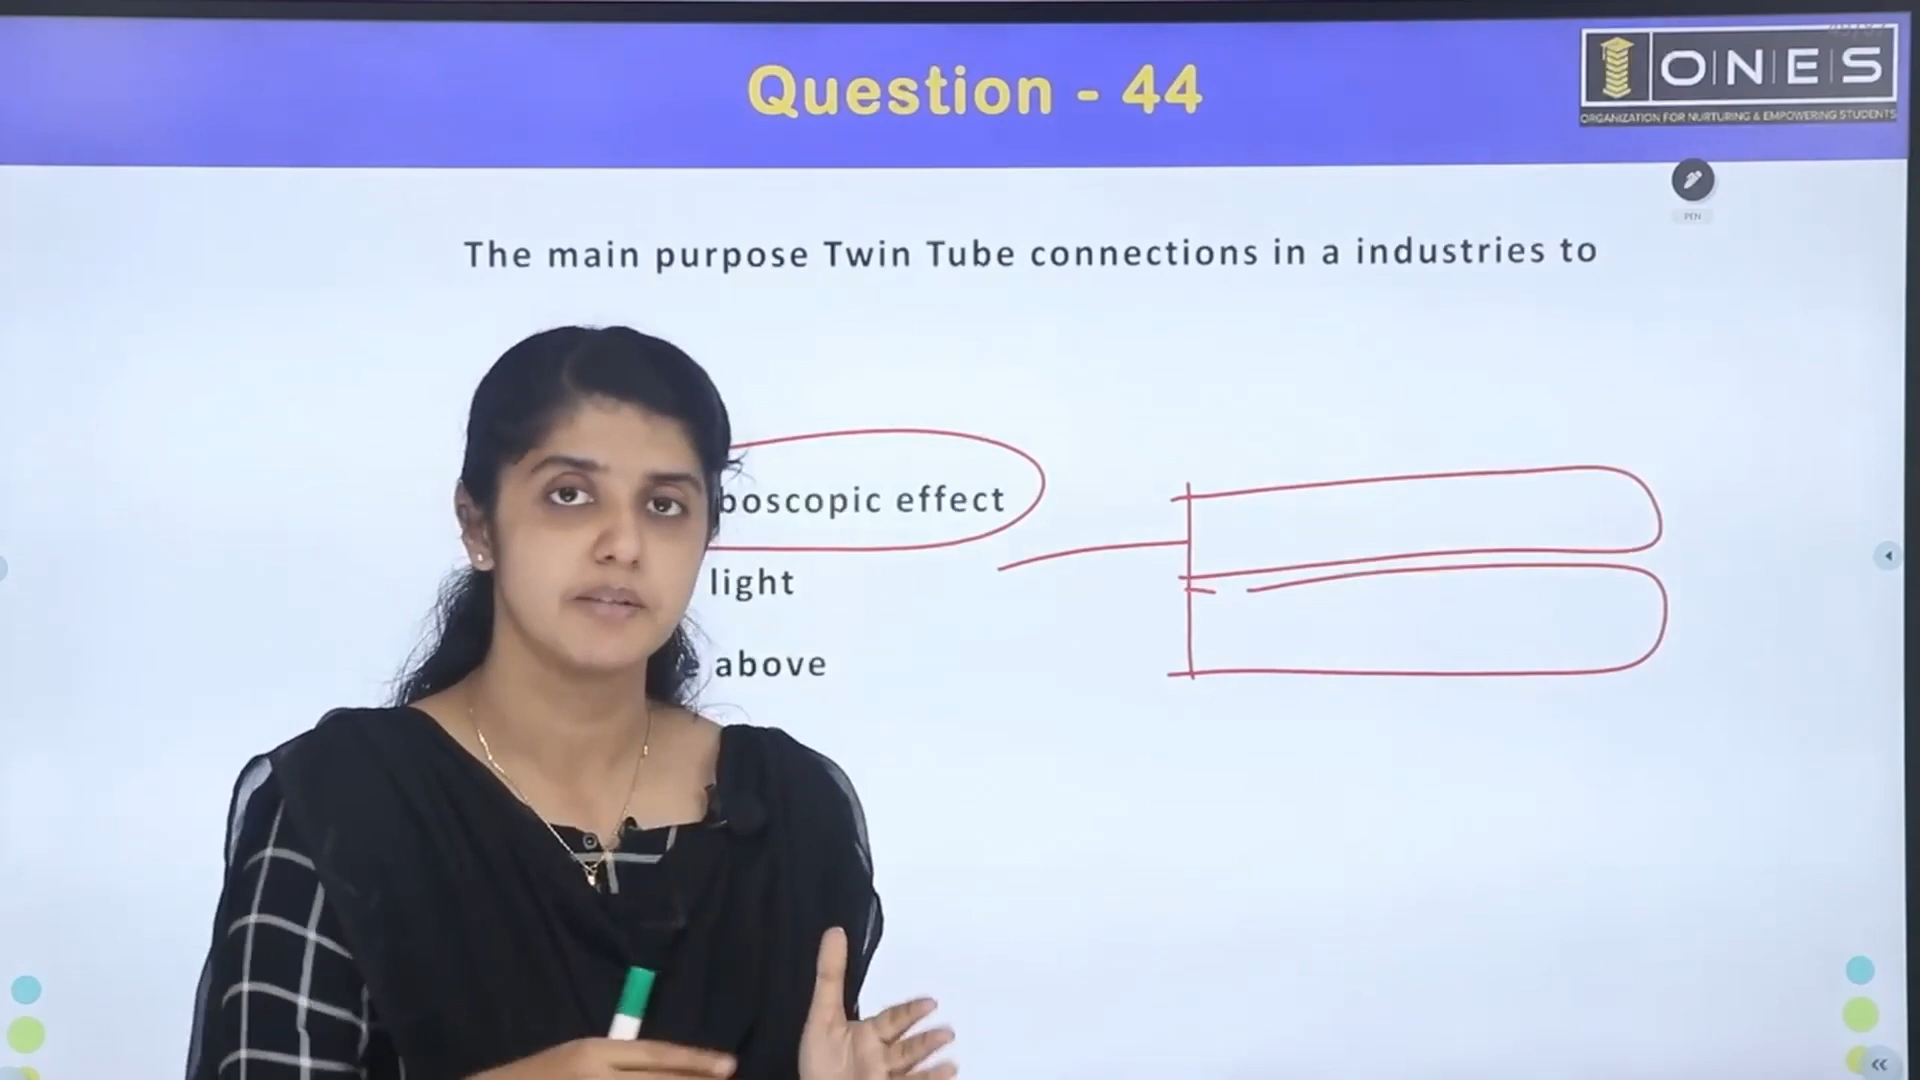 Question - 44
O|N|E|S
ORGANIZATION FOR NURTURING & EMPOWERING STUDENTS
PEN
The main purpose Twin Tube connections in a industries to
boscopic effect
light
above